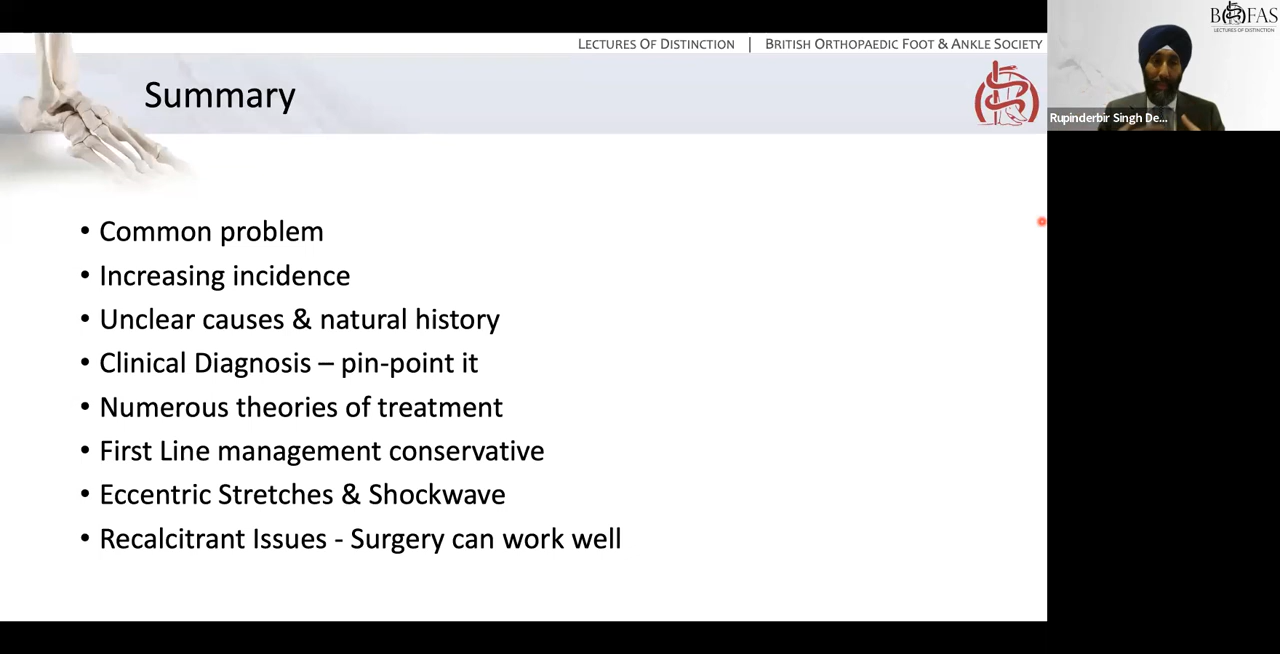 LECTURES OF DISTINCTION | BRITISH ORTHOPAEDIC FOOT & ANKLE SOCIETY
Summary
• Common problem
• Increasing incidence
• Unclear causes & natural history
• Clinical Diagnosis – pin-point it
• Numerous theories of treatment
• First Line management conservative
• Eccentric Stretches & Shockwave
• Recalcitrant Issues - Surgery can work well
BOFAS
LECTURES OF DISTINCTION
Rupinderbir Singh De...